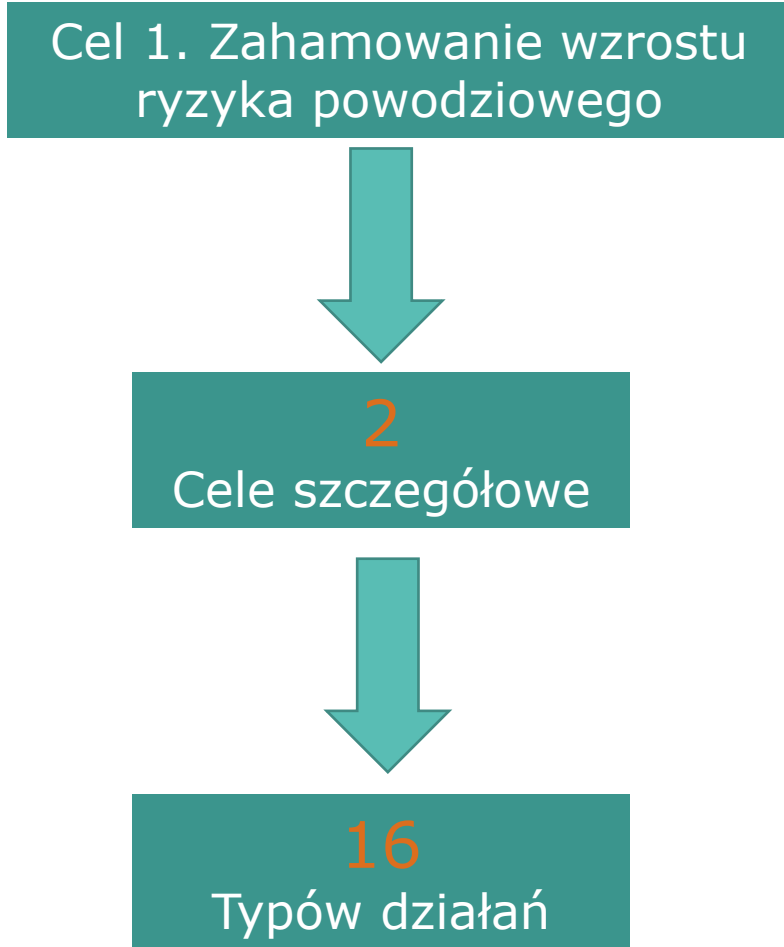 Cel 1. Zahamowanie wzrostu
ryzyka powodziowego
2
Cele szczegółowe
16
Typów działań